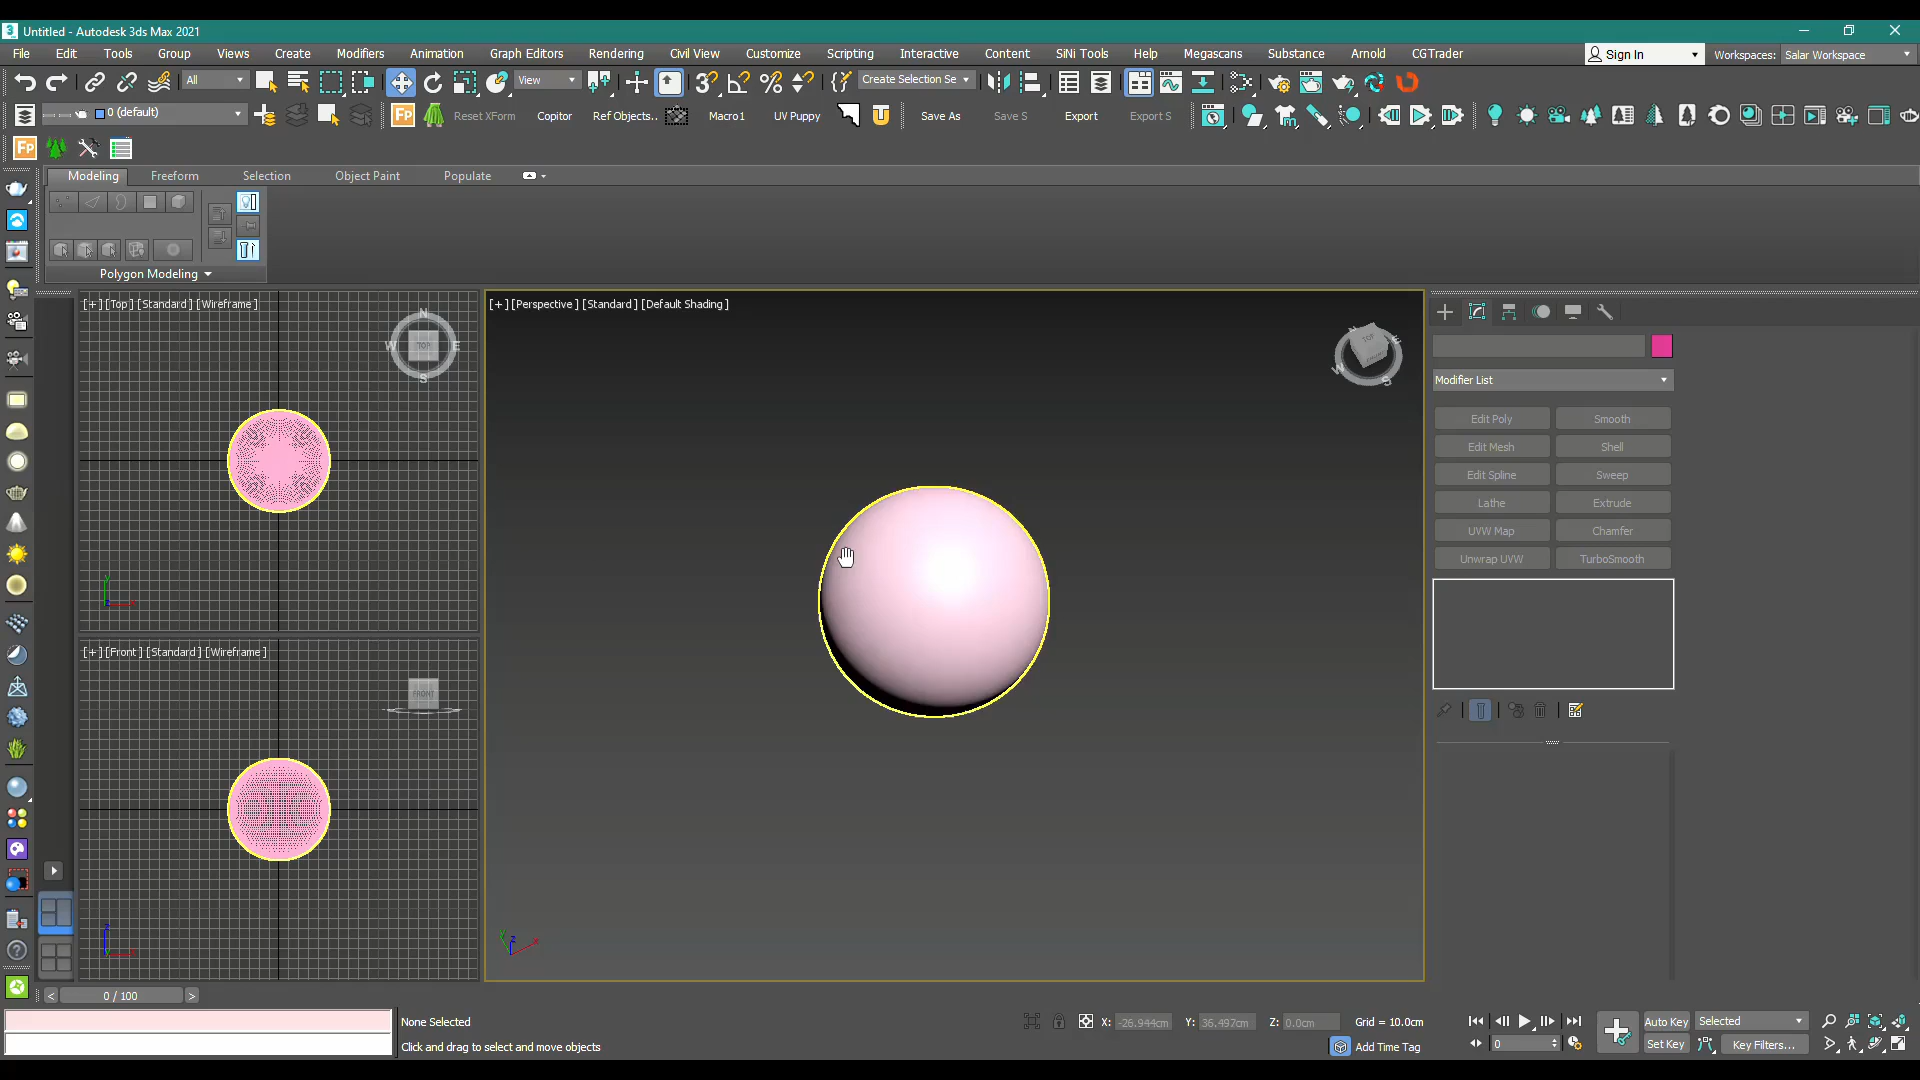 Untitled - Autodesk 3ds Max 2021
File Edit Tools Group Views Create Modifiers Animation Graph Editors Rendering Civil View Customize Scripting Interactive Content SiNi Tools Help Megascans Substance Arnold CGTrader Sign In Workspaces: Salar Workspace
All View Create Selection Se
0 (default) Reset XForm Copitor Ref Objects.. Macro1 UV Puppy Save As Save S Export Export S
Modeling Freeform Selection Object Paint Populate
Polygon Modeling
[+] [Top] [Standard] [Wireframe]
[+] [Perspective] [Standard] [Default Shading]
N
W TOP E
S
TOP
W S
Modifier List
Edit Poly Smooth
Edit Mesh Shell
Edit Spline Sweep
Lathe Extrude
UVW Map Chamfer
Unwrap UVW TurboSmooth
[+] [Front] [Standard] [Wireframe]
FRONT
< 0 / 100 >
None Selected X: -26.944cm Y: 36.497cm Z: 0.0cm Grid = 10.0cm Auto Key Selected
Click and drag to select and move objects Add Time Tag 0 Set Key Key Filters...